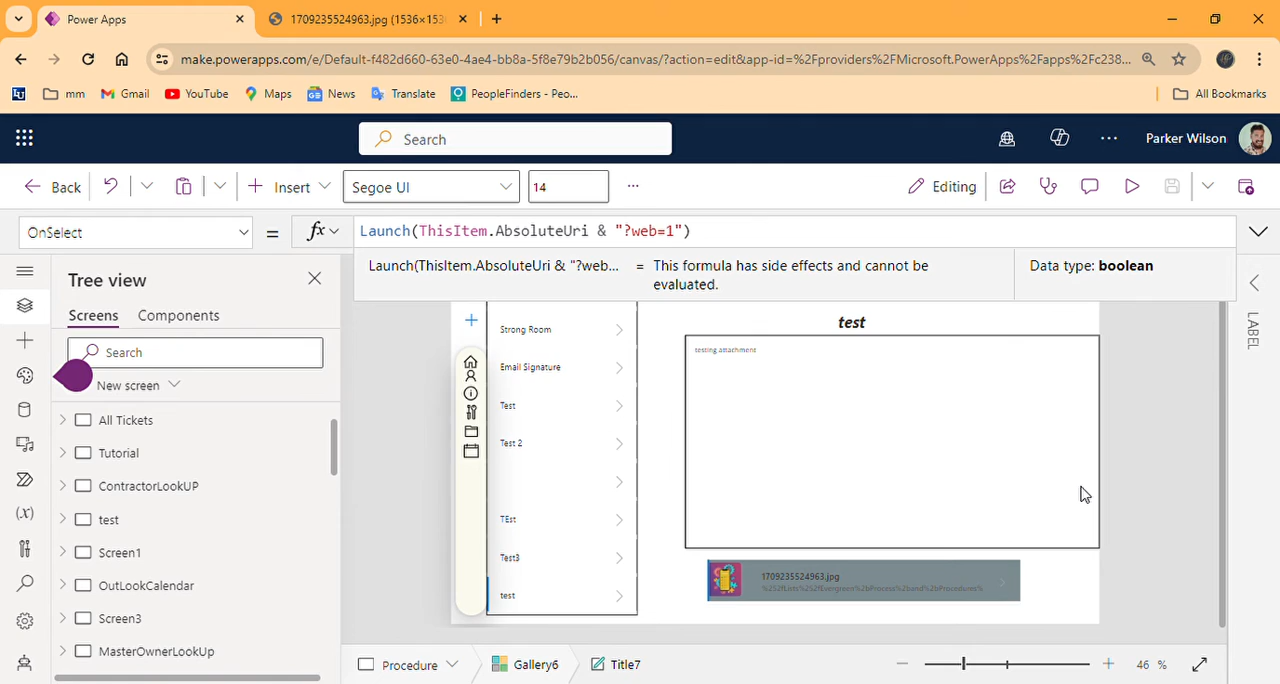 Power Apps
1709235524963.jpg (1536×153
make.powerapps.com/e/Default-f482d660-63e0-4ae4-bb8a-5f8e79b2b056/canvas/?action=edit&app-id=%2Fproviders%2FMicrosoft.PowerApps%2Fapps%2Fc238...
mm
Gmail
YouTube
Maps
News
Translate
PeopleFinders - Peo...
All Bookmarks
Search
Parker Wilson
Back
Insert
Segoe UI
14
Editing
OnSelect
=
fx
Launch(ThisItem.AbsoluteUri & "?web=1")
Launch(ThisItem.AbsoluteUri & "?web... = This formula has side effects and cannot be
evaluated.
Data type: boolean
Tree view
Screens
Components
Search
New screen
All Tickets
Tutorial
ContractorLookUP
test
Screen1
OutLookCalendar
Screen3
MasterOwnerLookUp
Strong Room
Email Signature
Test
Test 2
TEst
Test3
test
test
testing attachment
1709235524963.jpg
LABEL
Procedure
Gallery6
Title7
46 %